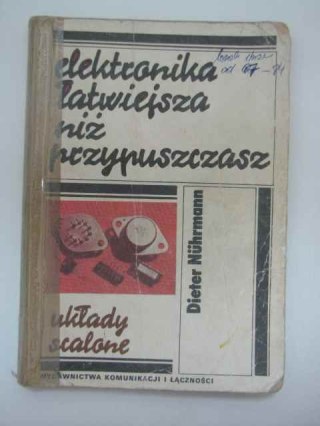 elektronika
łatwiejsza
niż
przypuszczasz
Dieter Nührmann
układy
scalone
WYDAWNICTWA KOMUNIKACJI I ŁĄCZNOŚCI